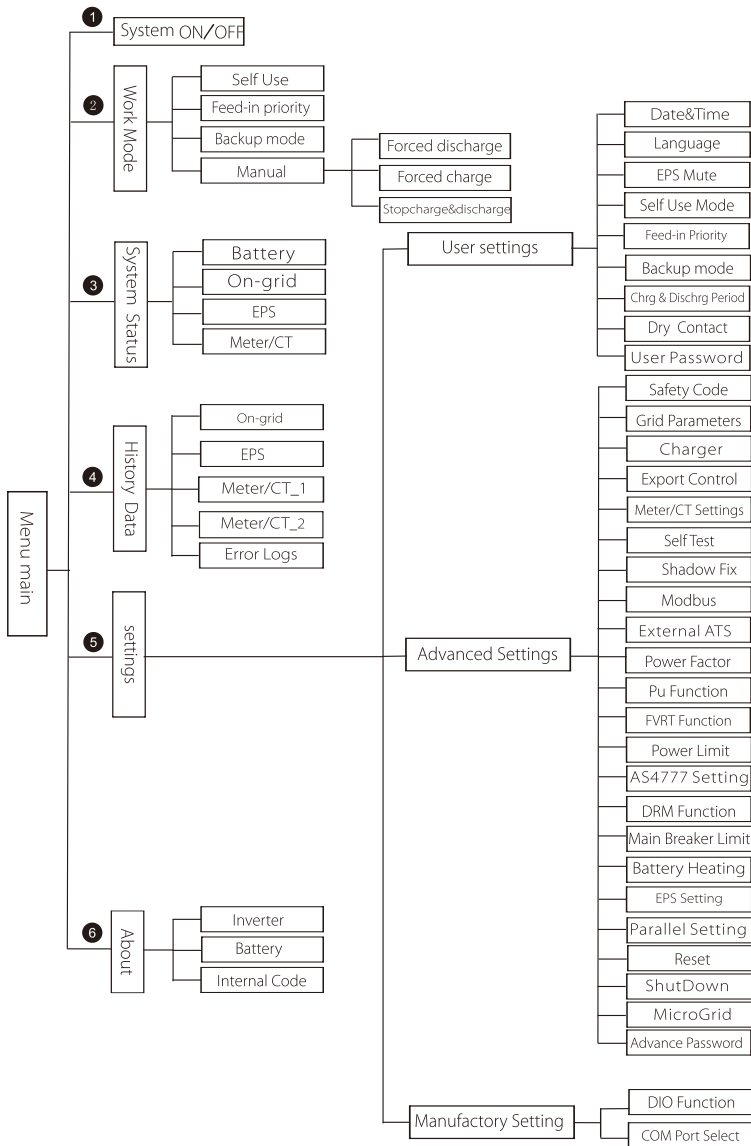 Menu main
1
System ON/OFF
2
Work Mode
Self Use
Feed-in priority
Backup mode
Manual
Forced discharge
Forced charge
Stopcharge&discharge
3
System Status
Battery
On-grid
EPS
Meter/CT
4
History Data
On-grid
EPS
Meter/CT_1
Meter/CT_2
Error Logs
5
settings
User settings
Date&Time
Language
EPS Mute
Self Use Mode
Feed-in Priority
Backup mode
Chrg & Dischrg Period
Dry Contact
User Password
Advanced Settings
Safety Code
Grid Parameters
Charger
Export Control
Meter/CT Settings
Self Test
Shadow Fix
Modbus
External ATS
Power Factor
Pu Function
FVRT Function
Power Limit
AS4777 Setting
DRM Function
Main Breaker Limit
Battery Heating
EPS Setting
Parallel Setting
Reset
ShutDown
MicroGrid
Advance Password
Manufactory Setting
DIO Function
COM Port Select
6
About
Inverter
Battery
Internal Code